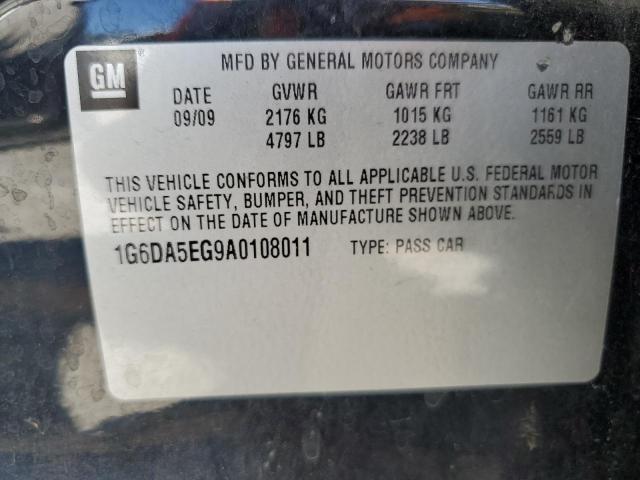 GM
MFD BY GENERAL MOTORS COMPANY
DATE GVWR GAWR FRT GAWR RR
09/09 2176 KG 1015 KG 1161 KG
4797 LB 2238 LB 2559 LB
THIS VEHICLE CONFORMS TO ALL APPLICABLE U.S. FEDERAL MOTOR
VEHICLE SAFETY, BUMPER, AND THEFT PREVENTION STANDARDS IN
EFFECT ON THE DATE OF MANUFACTURE SHOWN ABOVE.
1G6DA5EG9A0108011 TYPE: PASS CAR